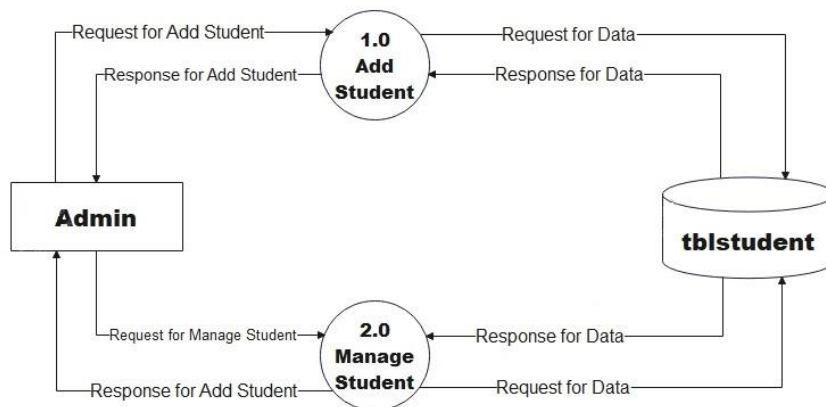 Request for Add Student
1.0
Add
Student
Request for Data
Response for Add Student
Response for Data
Admin
tblstudent
Request for Manage Student
2.0
Manage
Student
Response for Data
Response for Add Student
Request for Data